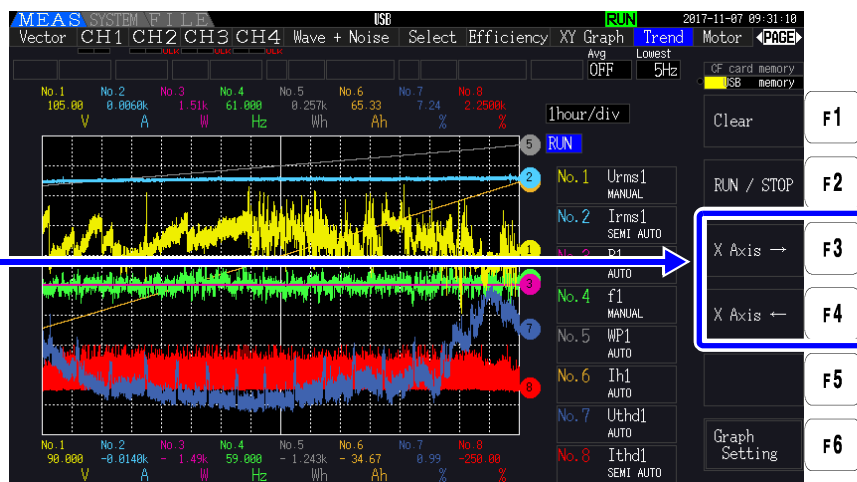 MEAS SYSTEM FILE USB RUN 2017-11-07 09:31:10
Vector CH1 CH2 CH3 CH4 Wave + Noise Select Efficiency XY Graph Trend Motor PAGE
Avg Lowest
OFF 5Hz
CF card memory
USB memory
No.1 No.2 No.3 No.4 No.5 No.6 No.7 No.8
105.00 0.0060k 1.51k 61.000 0.257k 65.33 7.24 2.2500k
V A W Hz Wh Ah % %
1hour/div
RUN
5
2
1
3
7
8
No.1 Urms1
MANUAL
No.2 Irms1
SEMI AUTO
P1
AUTO
No.4 f1
MANUAL
No.5 WP1
AUTO
No.6 Ih1
AUTO
No.7 Uthd1
AUTO
No.8 Ithd1
SEMI AUTO
Clear F1
RUN / STOP F2
X Axis → F3
X Axis ← F4
F5
Graph
Setting F6
No.1 No.2 No.3 No.4 No.5 No.6 No.7 No.8
90.000 -0.0140k - 1.49k 59.000 - 1.243k - 34.67 0.99 -250.00
V A W Hz Wh Ah % %